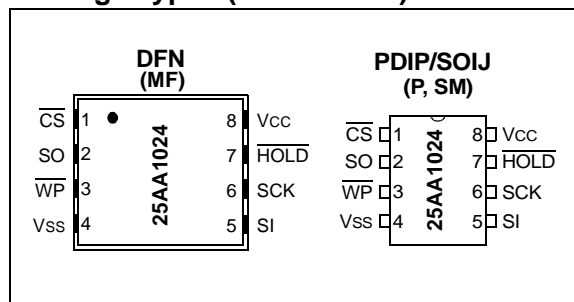 DFN
(MF)
CS 1 8 VCC
SO 2 7 HOLD
WP 3 6 SCK
VSS 4 5 SI
25AA1024
PDIP/SOIJ
(P, SM)
CS 1 8 VCC
SO 2 7 HOLD
WP 3 6 SCK
VSS 4 5 SI
25AA1024